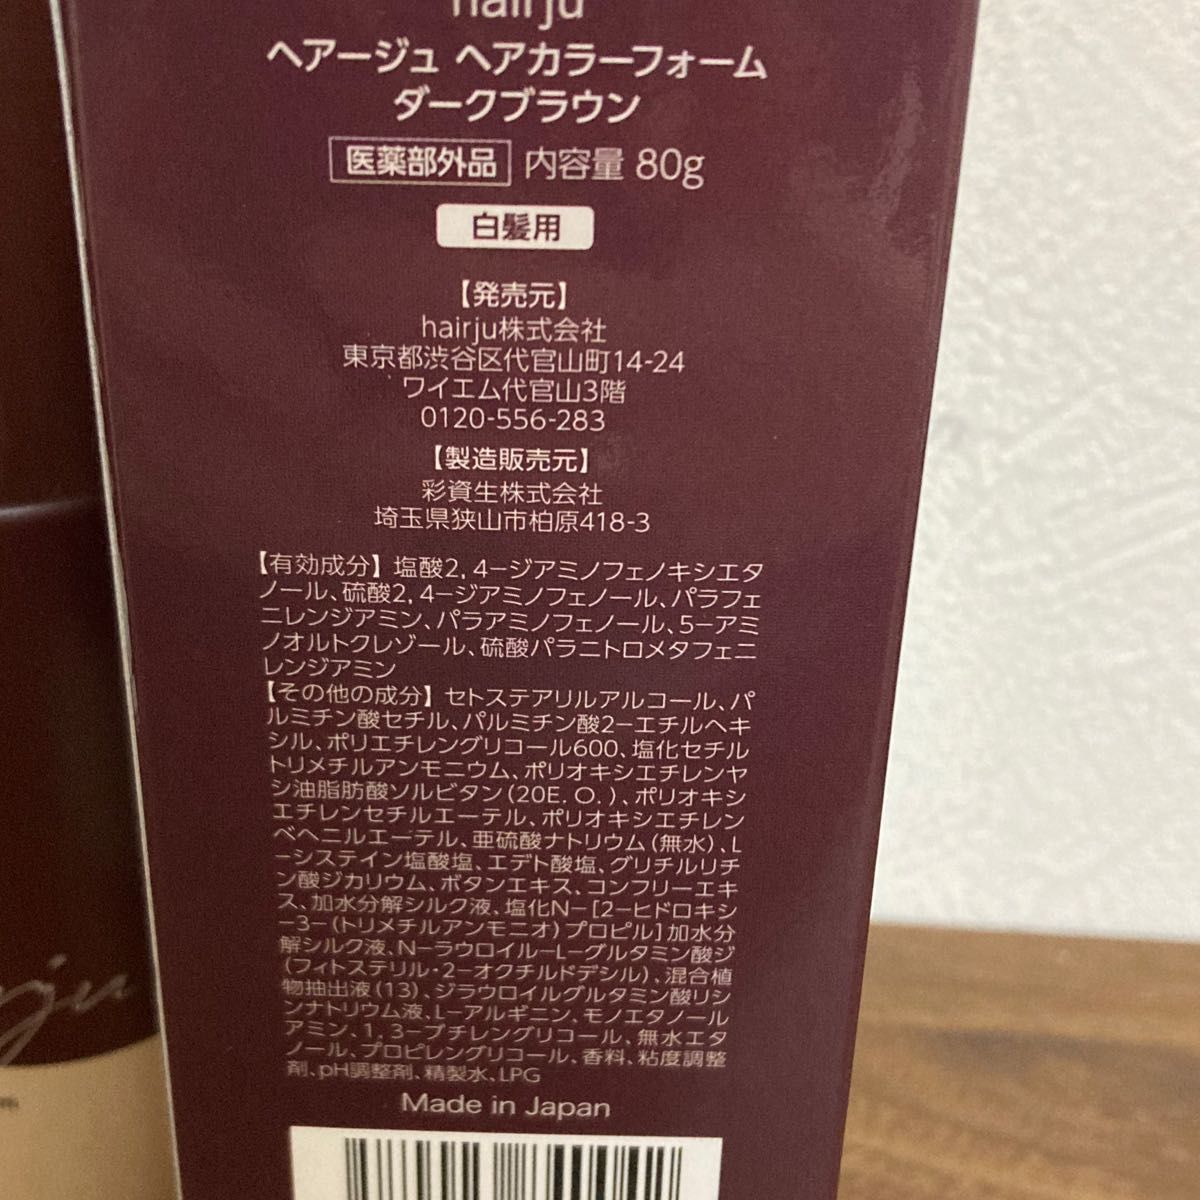 hairju
ヘアージュ ヘアカラーフォーム
ダークブラウン
医薬部外品 内容量 80g
白髪用
【発売元】
hairju株式会社
東京都渋谷区代官山町14-24
ワイエム代官山3階
0120-556-283
【製造販売元】
彩資生株式会社
埼玉県狭山市柏原418-3
【有効成分】塩酸2,4-ジアミノフェノキシエタ
ノール、硫酸2,4-ジアミノフェノール、パラフェ
ニレンジアミン、パラアミノフェノール、5-アミ
ノオルトクレゾール、硫酸パラニトロメタフェニ
レンジアミン
【その他の成分】セトステアリルアルコール、パ
ルミチン酸セチル、パルミチン酸2-エチルヘキ
シル、ポリエチレングリコール600、塩化セチル
トリメチルアンモニウム、ポリオキシエチレンヤ
シ油脂肪酸ソルビタン(20E.O.)、ポリオキシ
エチレンセチルエーテル、ポリオキシエチレン
ベヘニルエーテル、亜硫酸ナトリウム(無水)、L
-システイン塩酸塩、エデト酸塩、グリチルリチ
ン酸ジカリウム、ボタンエキス、コンフリーエキ
ス、加水分解シルク液、塩化N-[2-ヒドロキシ
-3-(トリメチルアンモニオ)プロピル]加水分
解シルク液、N-ラウロイル-L-グルタミン酸ジ
(フィトステリル・2-オクチルドデシル)、混合植
物抽出液(13)、ジラウロイルグルタミン酸リシ
ンナトリウム液、L-アルギニン、モノエタノール
アミン、1,3-ブチレングリコール、無水エタ
ノール、プロピレングリコール、香料、粘度調整
剤、pH調整剤、精製水、LPG
Made in Japan